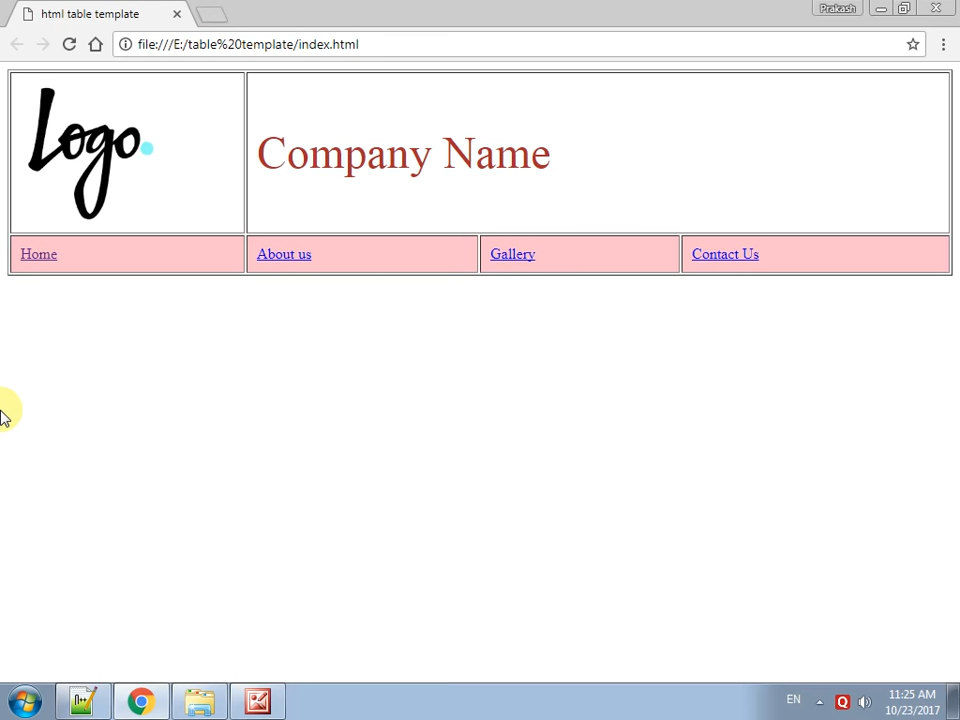 html table template
Prakash
file:///E:/table%20template/index.html
Logo.
Company Name
Home
About us
Gallery
Contact Us
N++
EN
Q
11:25 AM
10/23/2017